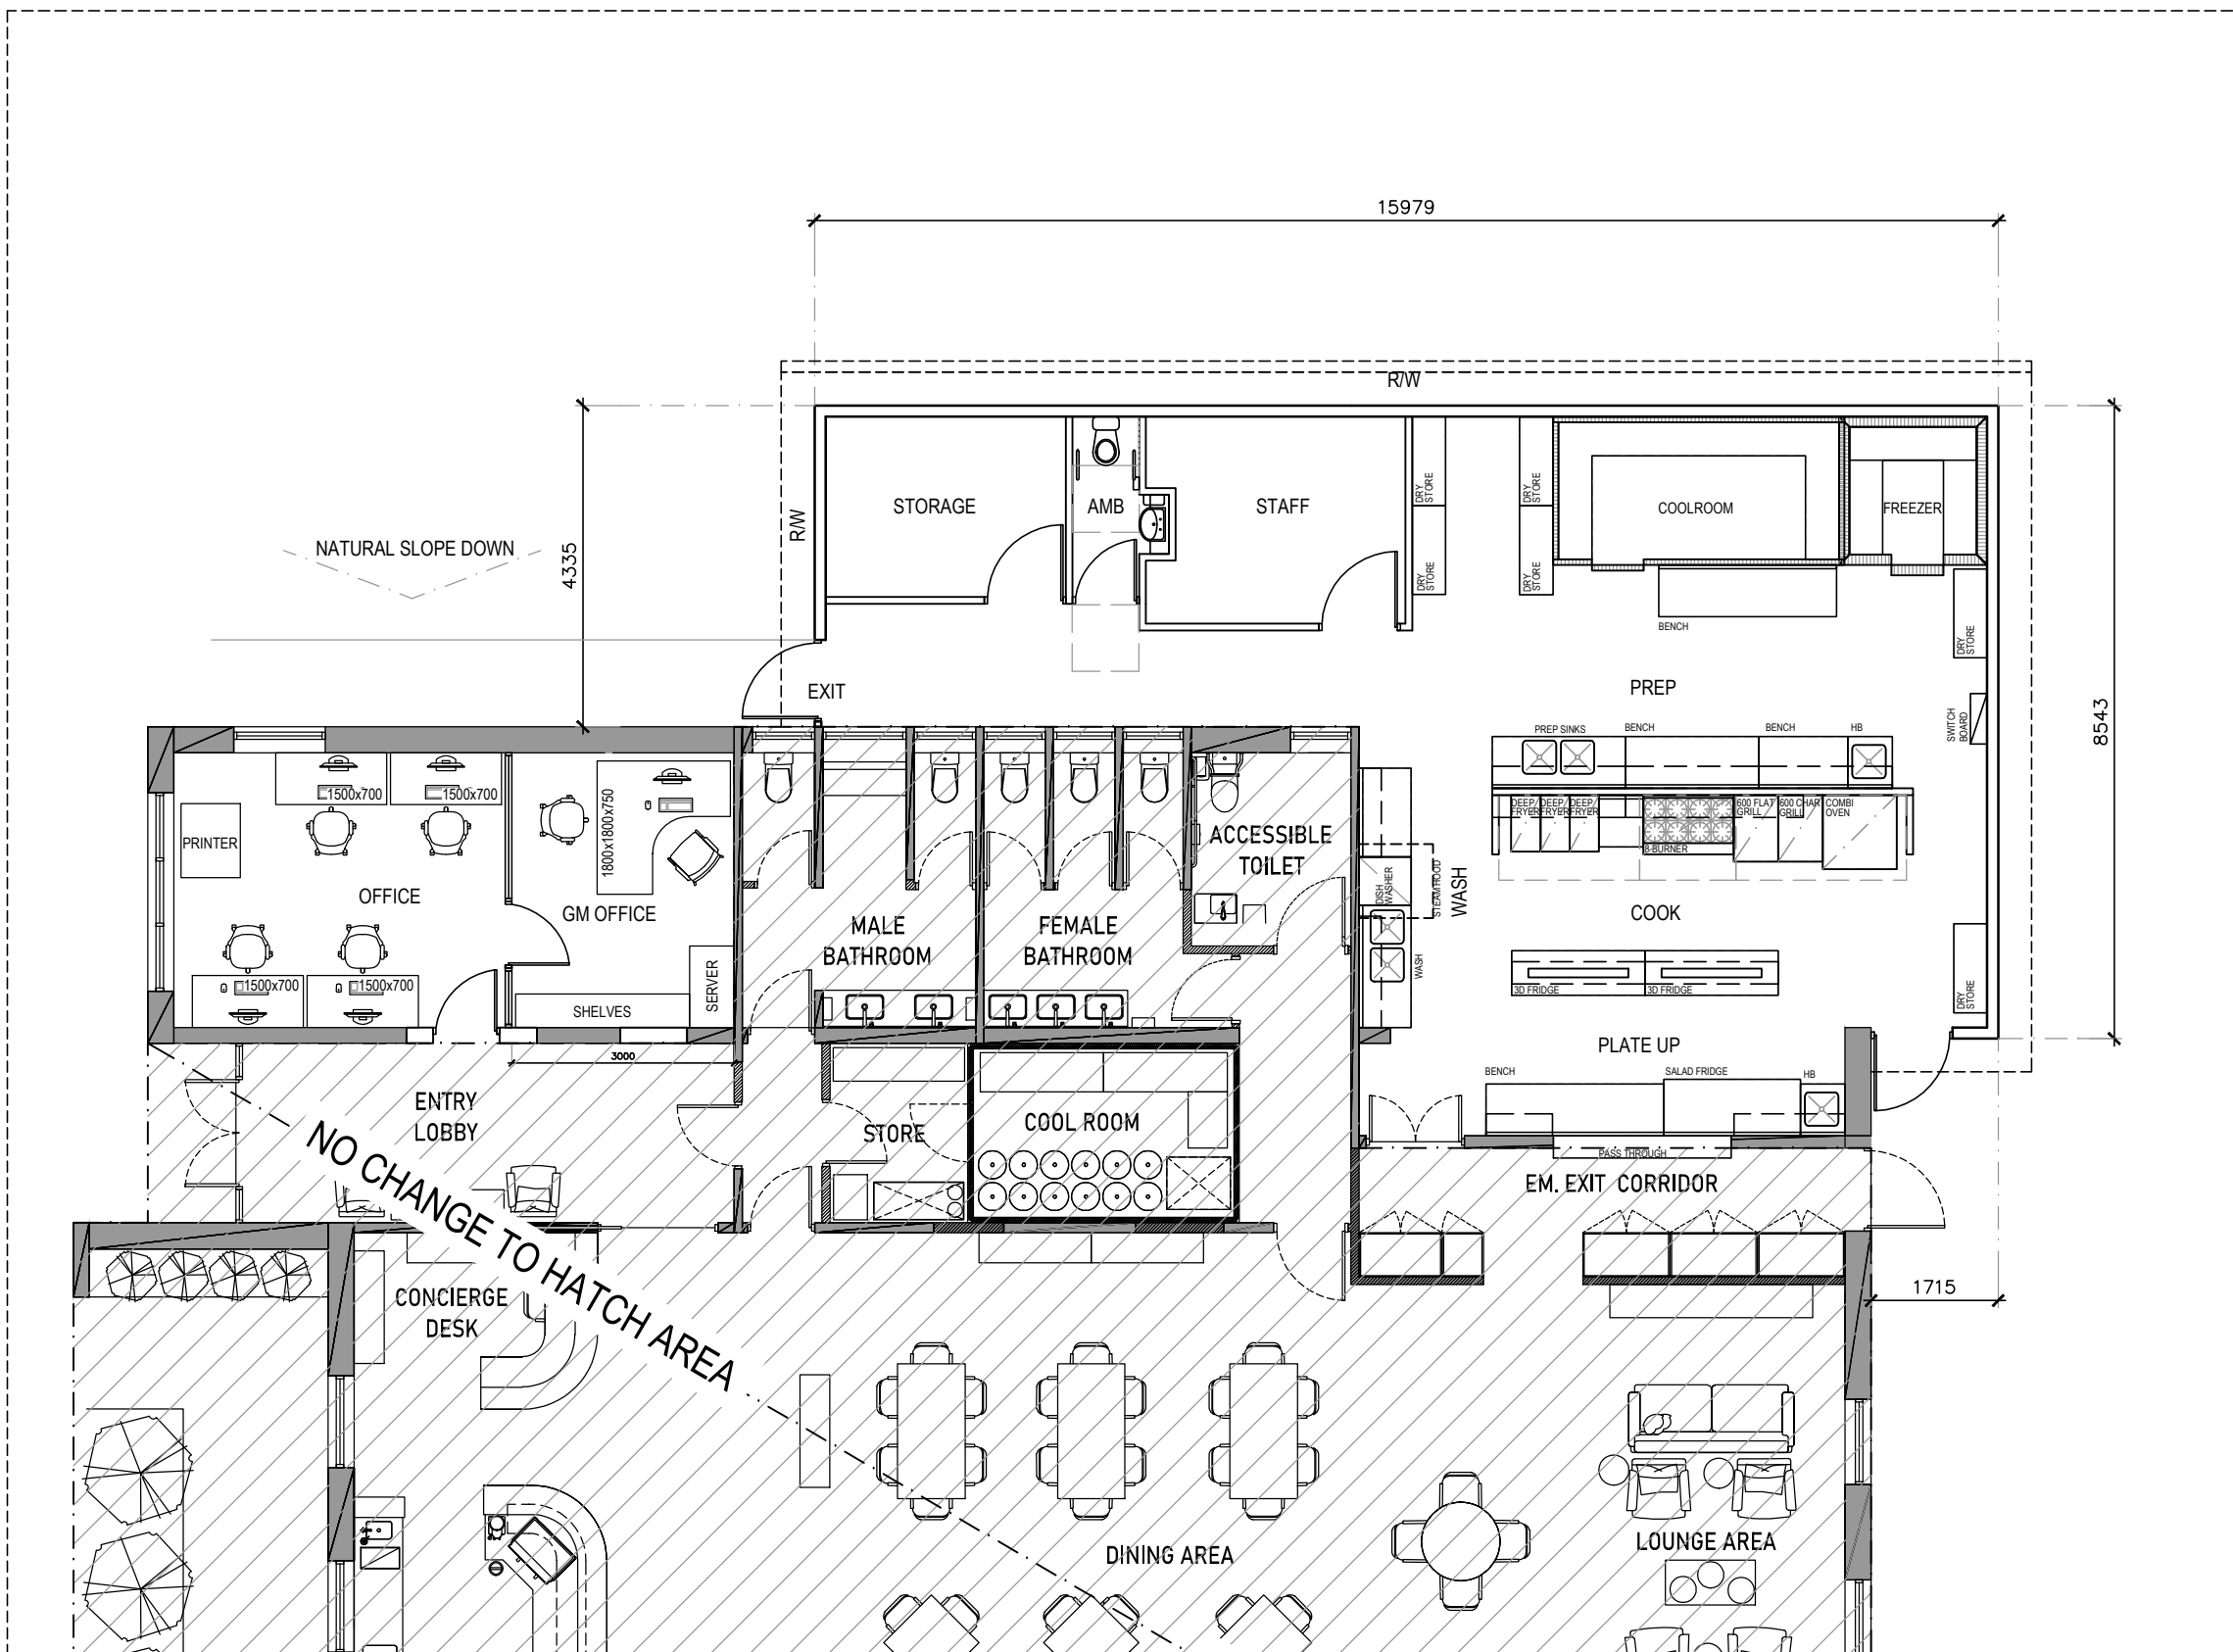 15979
R/W
R/W
4335
8543
NATURAL SLOPE DOWN
STORAGE
AMB
STAFF
DRY
STORE
DRY
STORE
DRY
STORE
DRY
STORE
COOLROOM
FREEZER
BENCH
DRY
STORE
EXIT
PREP
SWITCH
BOARD
PREP SINKS
BENCH
BENCH
HB
1500x700
1500x700
1800x1800x750
PRINTER
DEEP/
FRYER
DEEP/
FRYER
DEEP/
FRYER
8-BURNER
600 FLAT
GRILL
600 CHAR
GRILL
COMBI
OVEN
ACCESSIBLE
TOILET
DISH
WASHER
STEAM HOOD
WASH
OFFICE
GM OFFICE
MALE
BATHROOM
FEMALE
BATHROOM
COOK
WASH
1500x700
1500x700
SHELVES
SERVER
3D FRIDGE
3D FRIDGE
DRY
STORE
3000
PLATE UP
BENCH
SALAD FRIDGE
HB
ENTRY
LOBBY
STORE
COOL ROOM
PASS THROUGH
EM. EXIT CORRIDOR
NO CHANGE TO HATCH AREA
CONCIERGE
DESK
1715
DINING AREA
LOUNGE AREA